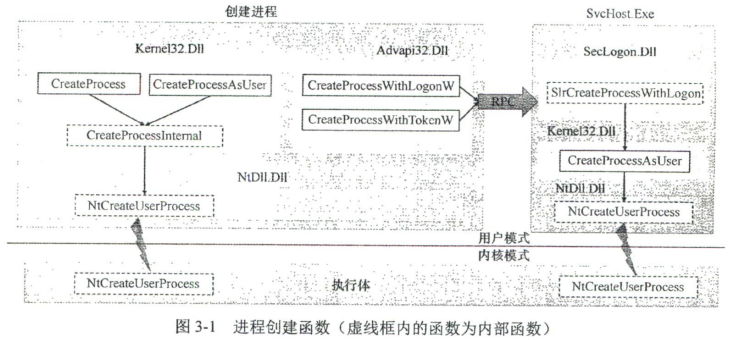 创建进程
SvcHost.Exe
Kernel32.Dll
Advapi32.Dll
SecLogon.Dll
CreateProcess
CreateProcessAsUser
CreateProcessWithLogonW
RPC
SlrCreateProcessWithLogon
CreateProcessWithTokenW
CreateProcessInternal
Kernel32.Dll
CreateProcessAsUser
NtDll.Dll
NtDll.Dll
NtCreateUserProcess
NtCreateUserProcess
用户模式
内核模式
NtCreateUserProcess
执行体
NtCreateUserProcess
图 3-1 进程创建函数（虚线框内的函数为内部函数）